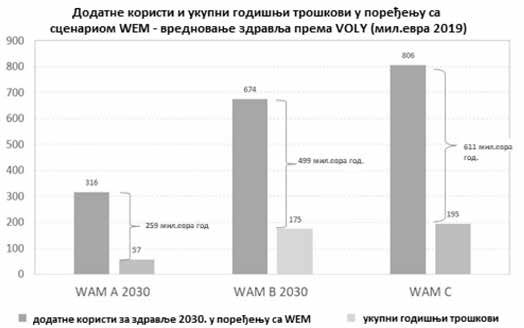 Додатне користи и укупни годишњи трошкови у поређењу са
сценариом WEM - вредновање здравља према VOLY (мил.евра 2019)
900
800
700
600
500
400
300
200
100
0
316
259 мил.евра год
57
674
499 мил.евра год.
175
806
611 мил.евра
год.
195
WAM A 2030
WAM B 2030
WAM C
додатне користи за здравље 2030. у поређењу са WEM
укупни годишњи трошкови